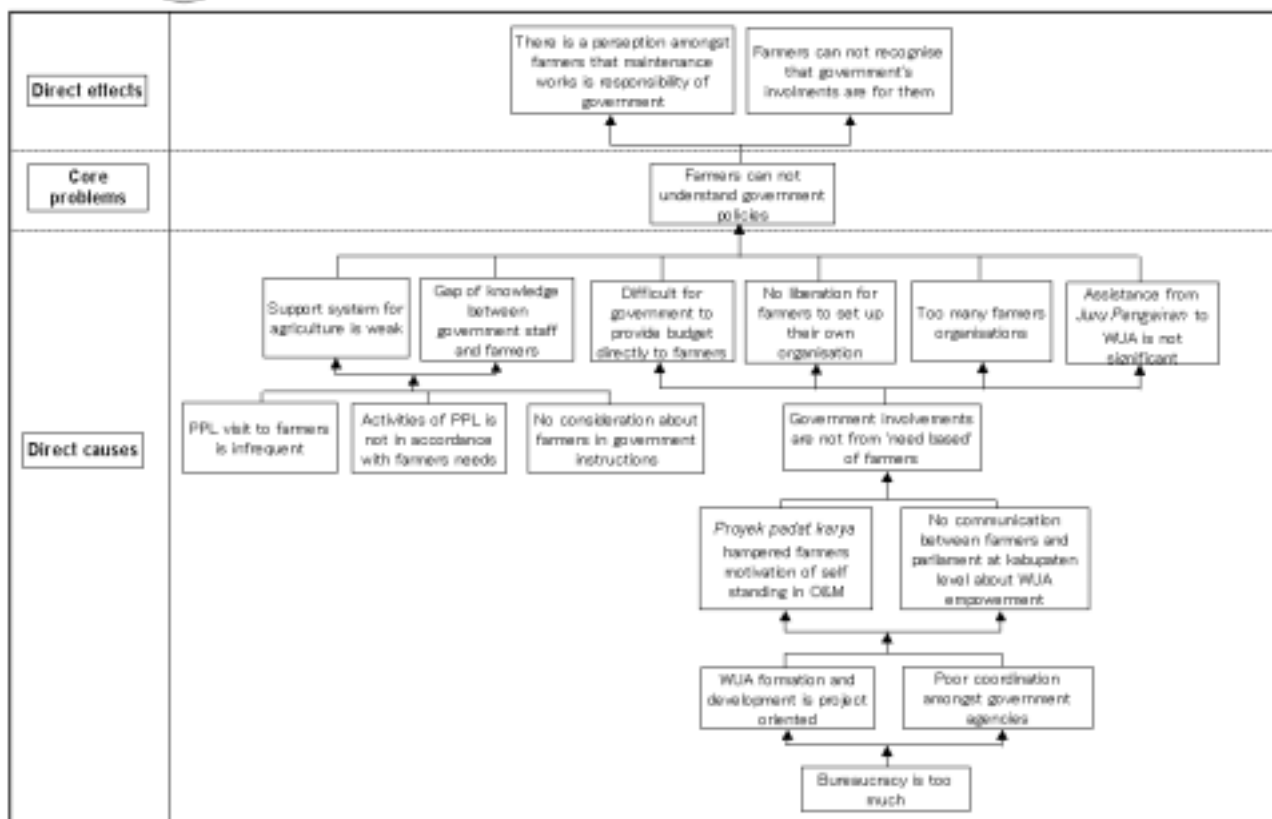 Direct effects
There is a perseption amongst
farmers that maintenance
works is responsibility of
government
Farmers can not recognise
that government's
involments are for them
Core
problems
Farmers can not
understand government
policies
Direct causes
Support system for
agriculture is weak
Gap of knowledge
between
government staff
and farmers
Difficult for
government to
provide budget
directly to farmers
No liberation for
farmers to set up
their own
organisation
Too many farmers
organisations
Assistance from
Juru Pengairan to
WUA is not
significant
PPL visit to farmers
is infrequent
Activities of PPL is
not in accordance
with farmers needs
No consideration about
farmers in government
instructions
Government involvements
are not from 'need based'
of farmers
Proyek padat karya
hampered farmers
motivation of self
standing in O&M
No communication
between farmers and
parliament at kabupaten
level about WUA
empowerment
WUA formation and
development is project
oriented
Poor coordination
amongst government
agencies
Bureaucracy is too
much